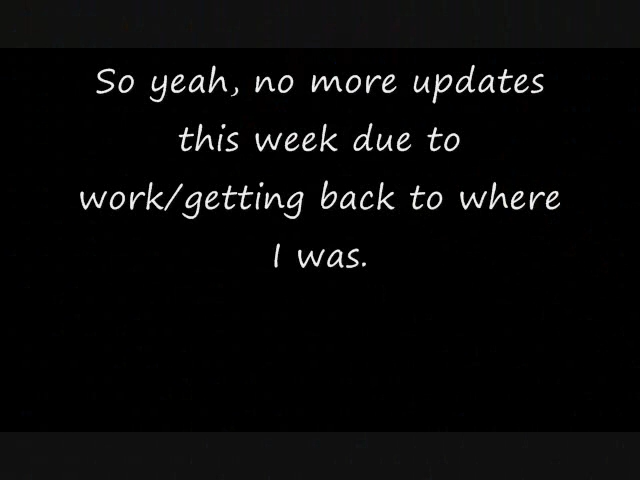 So yeah, no more updates
this week due to
work/getting back to where
I was.